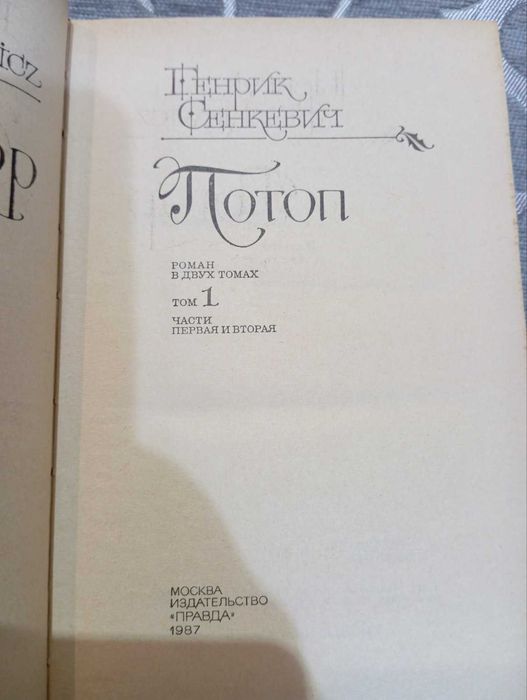 Генрик
Сенкевич
Потоп
РОМАН
В ДВУХ ТОМАХ
ТОМ 1
ЧАСТИ
ПЕРВАЯ И ВТОРАЯ
МОСКВА
ИЗДАТЕЛЬСТВО
«ПРАВДА»
1987